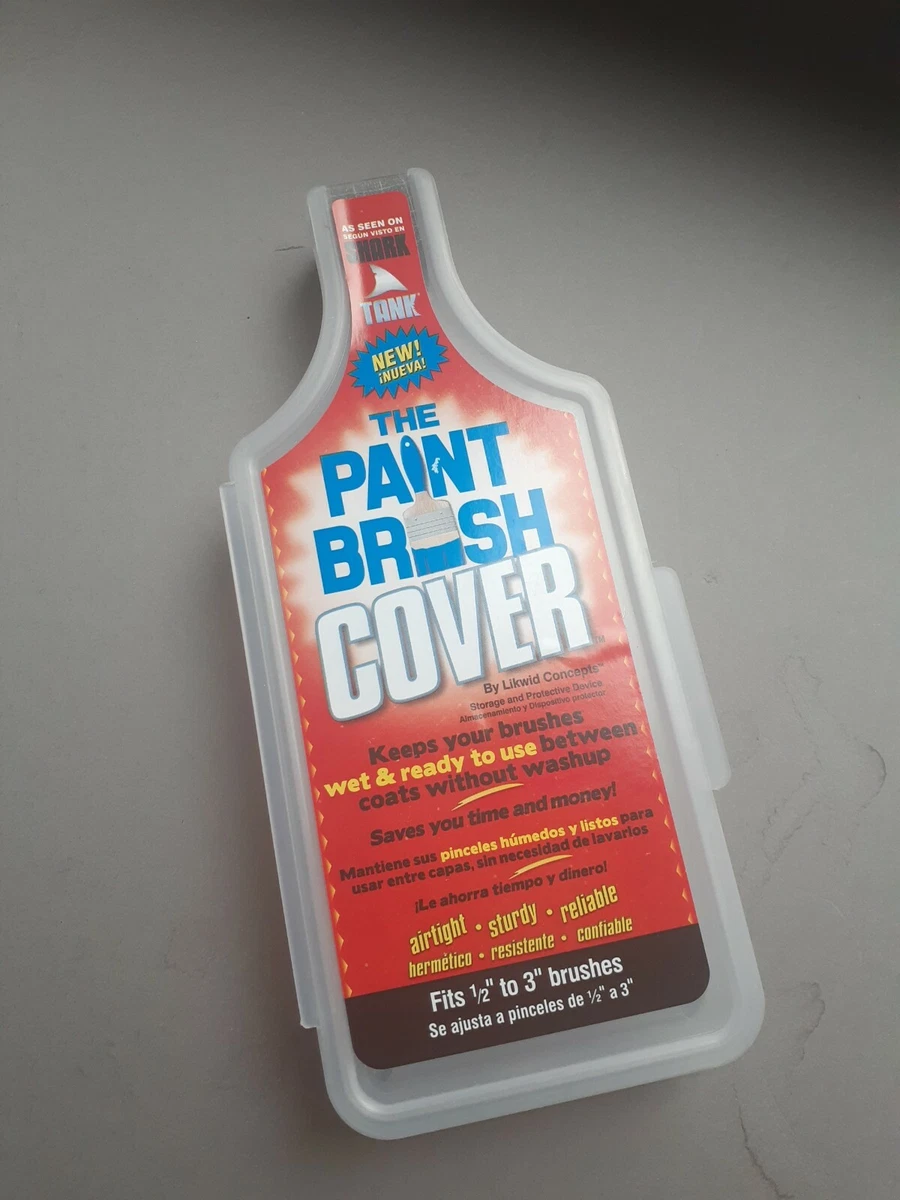 AS SEEN ON
SEGUN VISTO EN
SHARK
TANK
NEW!
¡NUEVA!
THE
PAINT
BRUSH
COVER™
By Likwid Concepts™
Storage and Protective Device
Almacenamiento y Dispositivo protector
Keeps your brushes
wet & ready to use between
coats without washup
Saves you time and money!
Mantiene sus pinceles húmedos y listos para
usar entre capas, sin necesidad de lavarlos
¡Le ahorra tiempo y dinero!
airtight • sturdy • reliable
hermético • resistente • confiable
Fits 1/2" to 3" brushes
Se ajusta a pinceles de 1/2" a 3"